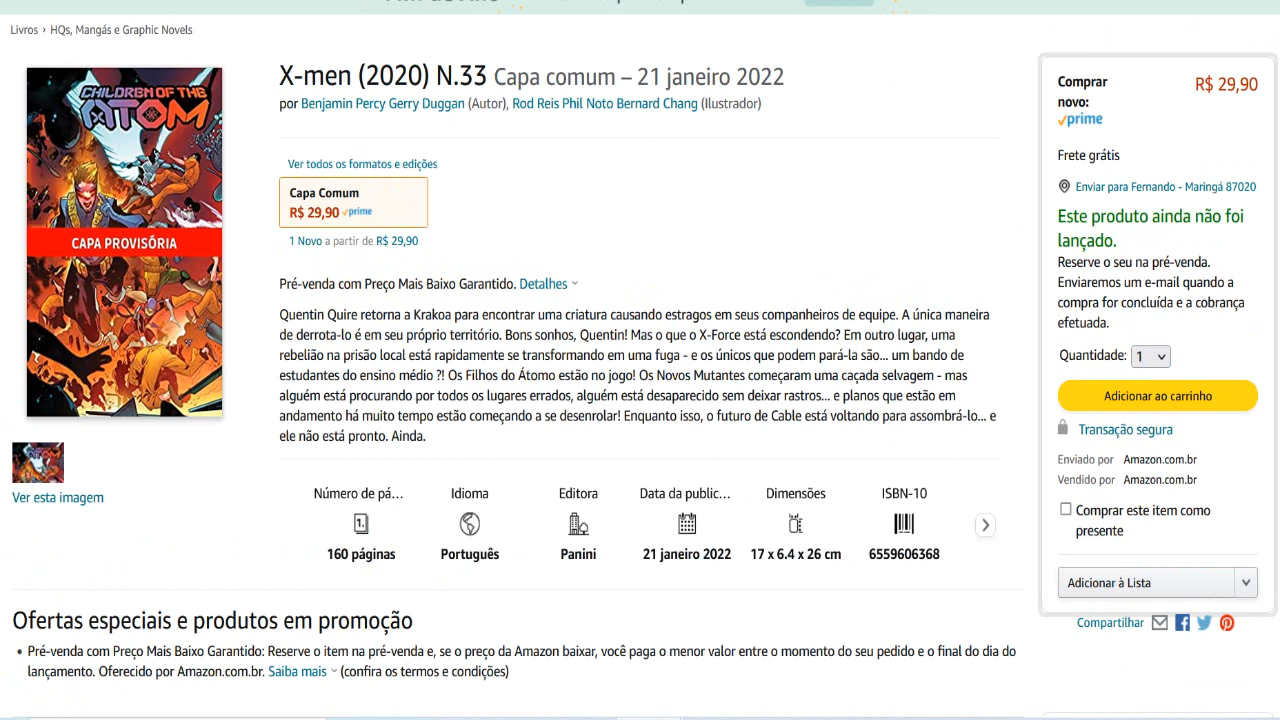 Livros › HQs, Mangás e Graphic Novels
CHILDREN OF THE
ATOM
CAPA PROVISÓRIA
Ver esta imagem
X-men (2020) N.33 Capa comum – 21 janeiro 2022
por Benjamin Percy Gerry Duggan (Autor), Rod Reis Phil Noto Bernard Chang (Ilustrador)
Ver todos os formatos e edições
Capa Comum
R$ 29,90 prime
1 Novo a partir de R$ 29,90
Pré-venda com Preço Mais Baixo Garantido. Detalhes
Quentin Quire retorna a Krakoa para encontrar uma criatura causando estragos em seus companheiros de equipe. A única maneira
de derrota-lo é em seu próprio território. Bons sonhos, Quentin! Mas o que o X-Force está escondendo? Em outro lugar, uma
rebelião na prisão local está rapidamente se transformando em uma fuga - e os únicos que podem pará-la são... um bando de
estudantes do ensino médio ?! Os Filhos do Átomo estão no jogo! Os Novos Mutantes começaram uma caçada selvagem - mas
alguém está procurando por todos os lugares errados, alguém está desaparecido sem deixar rastros... e planos que estão em
andamento há muito tempo estão começando a se desenrolar! Enquanto isso, o futuro de Cable está voltando para assombrá-lo... e
ele não está pronto. Ainda.
Número de pá... Idioma Editora Data da public... Dimensões ISBN-10
1.
160 páginas Português Panini 21 janeiro 2022 17 x 6.4 x 26 cm 6559606368
Comprar R$ 29,90
novo:
prime
Frete grátis
Enviar para Fernando - Maringá 87020
Este produto ainda não foi
lançado.
Reserve o seu na pré-venda.
Enviaremos um e-mail quando a
compra for concluída e a cobrança
efetuada.
Quantidade: 1
Adicionar ao carrinho
Transação segura
Enviado por Amazon.com.br
Vendido por Amazon.com.br
Comprar este item como
presente
Adicionar à Lista
Compartilhar
Ofertas especiais e produtos em promoção
• Pré-venda com Preço Mais Baixo Garantido: Reserve o item na pré-venda e, se o preço da Amazon baixar, você paga o menor valor entre o momento do seu pedido e o final do dia do
lançamento. Oferecido por Amazon.com.br. Saiba mais (confira os termos e condições)